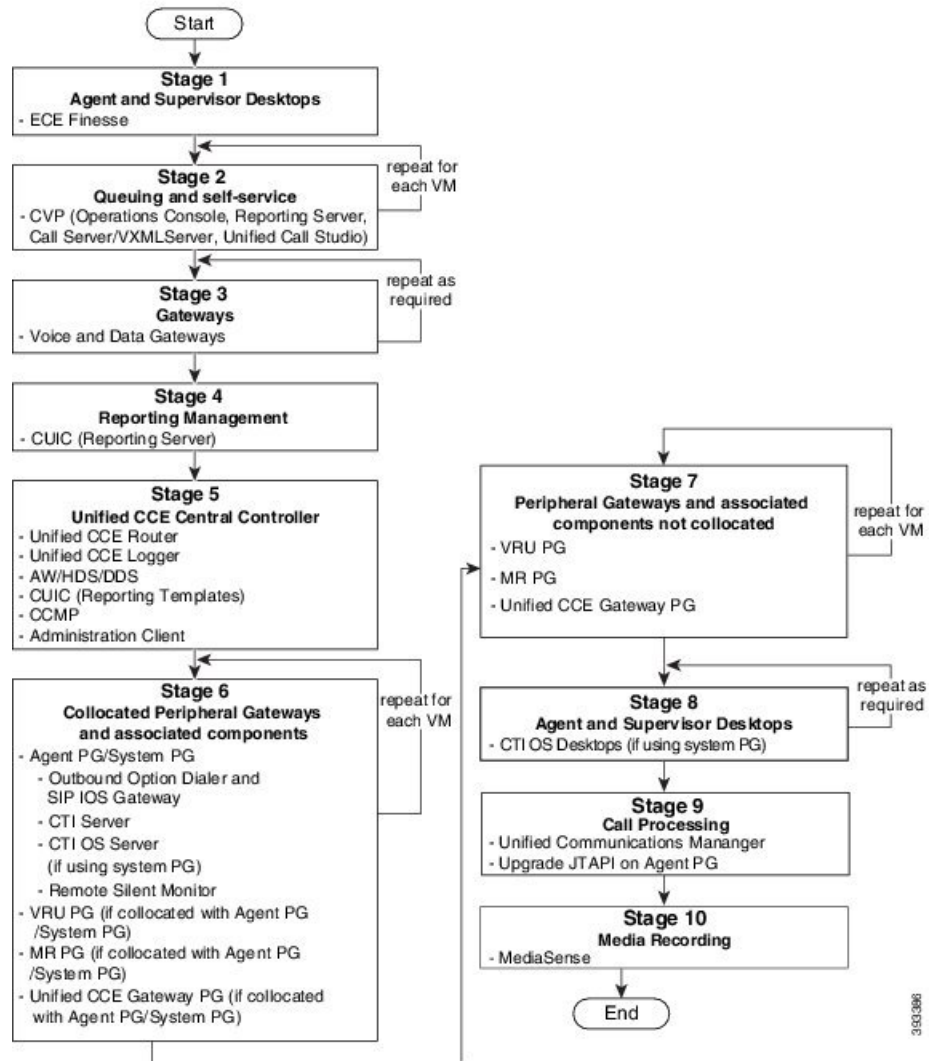 Start
Stage 1
Agent and Supervisor Desktops
- ECE Finesse
repeat for
each VM
Stage 2
Queuing and self-service
- CVP (Operations Console, Reporting Server,
Call Server/VXMLServer, Unified Call Studio)
repeat as
required
Stage 3
Gateways
- Voice and Data Gateways
Stage 4
Reporting Management
- CUIC (Reporting Server)
Stage 5
Unified CCE Central Controller
- Unified CCE Router
- Unified CCE Logger
- AW/HDS/DDS
- CUIC (Reporting Templates)
- CCMP
- Administration Client
repeat for
each VM
Stage 6
Collocated Peripheral Gateways
and associated components
- Agent PG/System PG
- Outbound Option Dialer and
SIP IOS Gateway
- CTI Server
- CTI OS Server
(if using system PG)
- Remote Silent Monitor
- VRU PG (if collocated with Agent PG
/System PG)
- MR PG (if collocated with Agent PG
/System PG)
- Unified CCE Gateway PG (if collocated
with Agent PG/System PG)
Stage 7
Peripheral Gateways and associated
components not collocated
- VRU PG
- MR PG
- Unified CCE Gateway PG
repeat for
each VM
Stage 8
Agent and Supervisor Desktops
- CTI OS Desktops (if using system PG)
repeat as
required
Stage 9
Call Processing
- Unified Communications Mananger
- Upgrade JTAPI on Agent PG
Stage 10
Media Recording
- MediaSense
End
393386